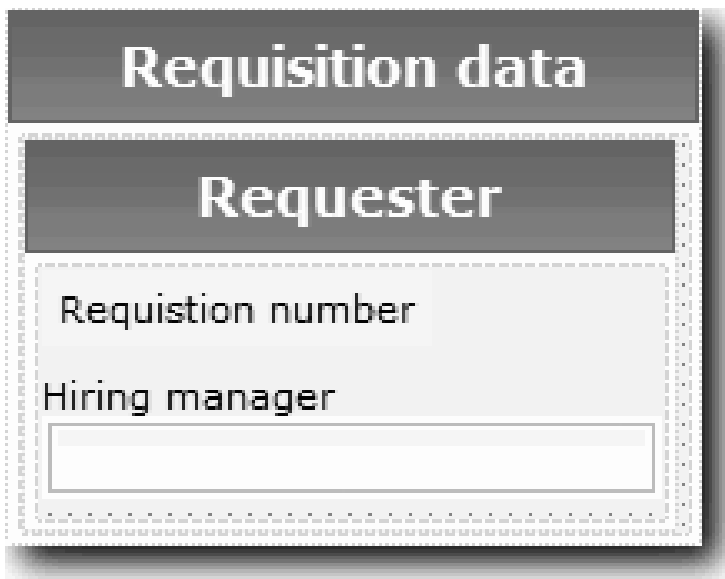 Requisition data
Requester
Requistion number
Hiring manager